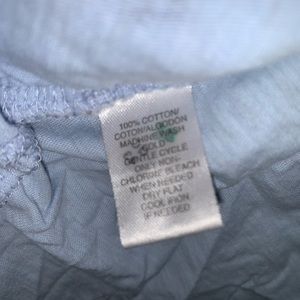 100% COTTON/
COTON/ALGODON
MACHINE WASH
COLD
GENTLE CYCLE
ONLY NON-
CHLORINE BLEACH
WHEN NEEDED
DRY FLAT
COOL IRON
IF NEEDED